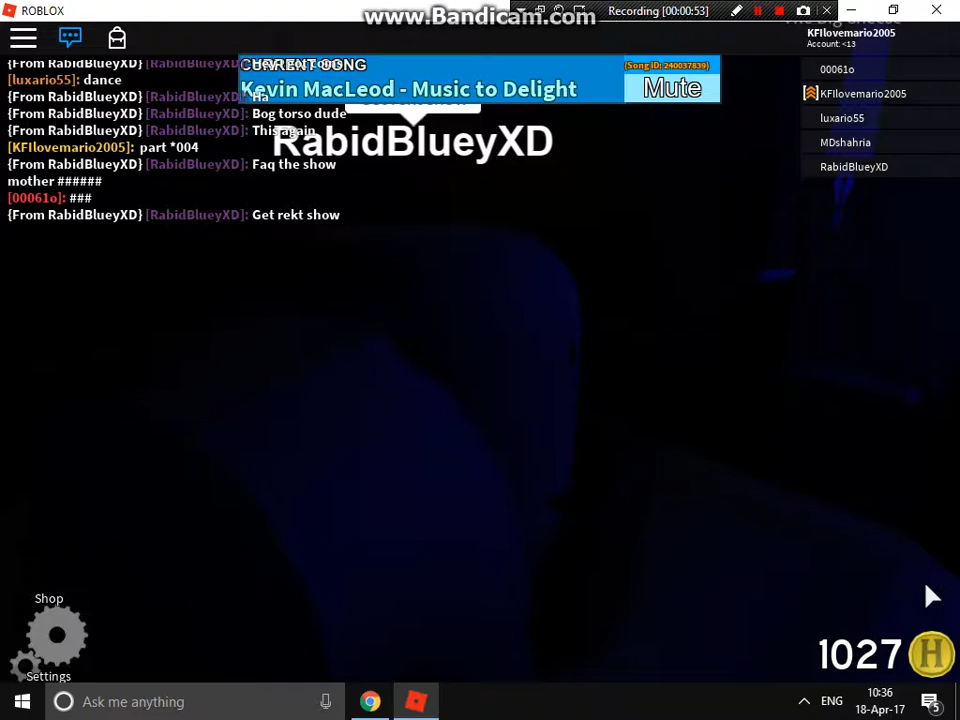 www.Bandicam.com
Recording [00:00:53]
ROBLOX
KFIlovemario2005
Account: <13
00061o
KFIlovemario2005
luxario55
MDshahria
RabidBlueyXD
{From RabidBlueyXD} [RabidBlueyXD]:
[luxario55]: dance
{From RabidBlueyXD} [RabidBlueyXD]: Ha
{From RabidBlueyXD} [RabidBlueyXD]: Bog torso dude
{From RabidBlueyXD} [RabidBlueyXD]: This again
[KFIlovemario2005]: part *004
{From RabidBlueyXD} [RabidBlueyXD]: Faq the show
mother ######
[00061o]: ###
{From RabidBlueyXD} [RabidBlueyXD]: Get rekt show
CURRENT SONG
(Song ID: 240037839)
Kevin MacLeod - Music to Delight
Mute
RabidBlueyXD
Shop
Settings
1027
H
Ask me anything
ENG
10:36
18-Apr-17
5